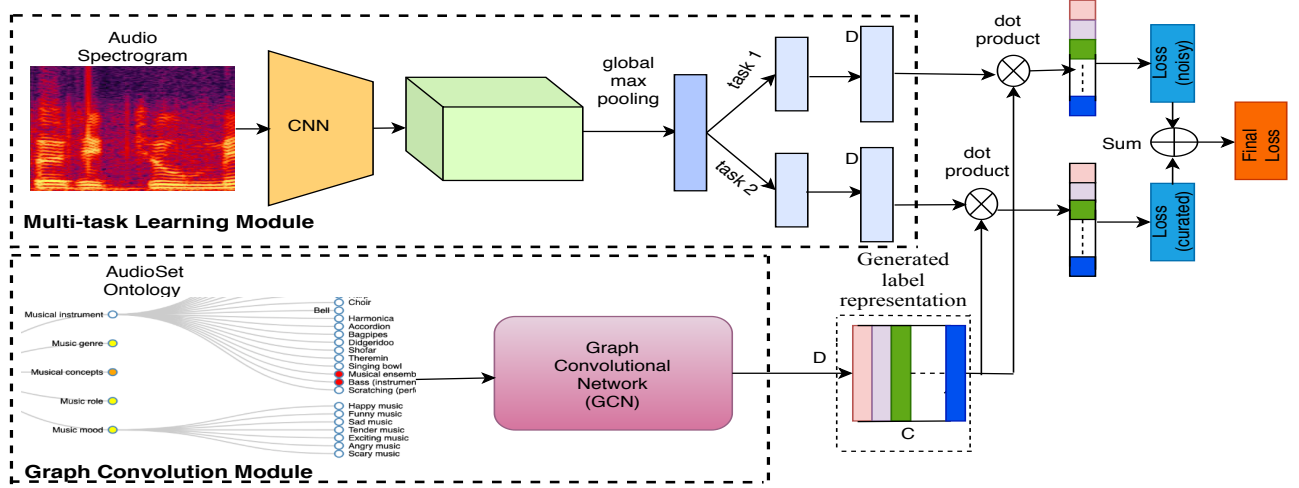 Audio
Spectrogram
CNN
global
max
pooling
task 1
task 2
D
D
dot
product
dot
product
Loss
(noisy)
Sum
Final
Loss
Loss
(curated)
Multi-task Learning Module
AudioSet
Ontology
Musical instrument
Music genre
Musical concepts
Music role
Music mood
Choir
Bell
Harmonica
Accordion
Bagpipes
Didgeridoo
Shofar
Theremin
Singing bowl
Musical ensemb
Bass (instrumen
Scratching (perf
Happy music
Funny music
Sad music
Tender music
Exciting music
Angry music
Scary music
Graph
Convolutional
Network
(GCN)
Graph Convolution Module
Generated
label
representation
D
C